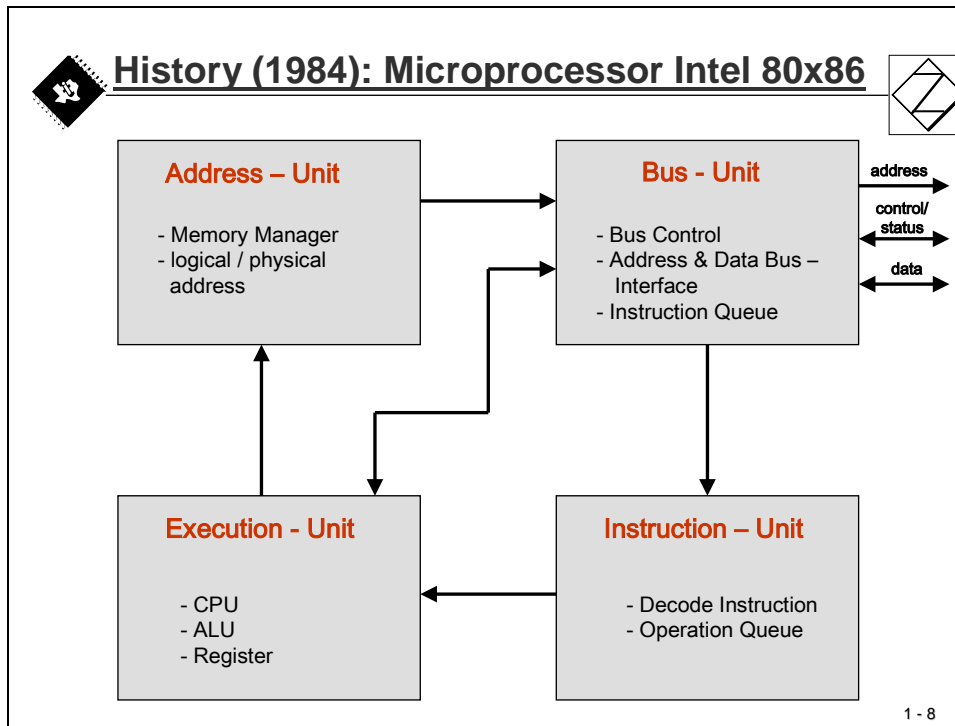 History (1984): Microprocessor Intel 80x86
Address – Unit
- Memory Manager
- logical / physical
address
Bus - Unit
- Bus Control
- Address & Data Bus –
Interface
- Instruction Queue
address
control/
status
data
Execution - Unit
- CPU
- ALU
- Register
Instruction – Unit
- Decode Instruction
- Operation Queue
1 - 8